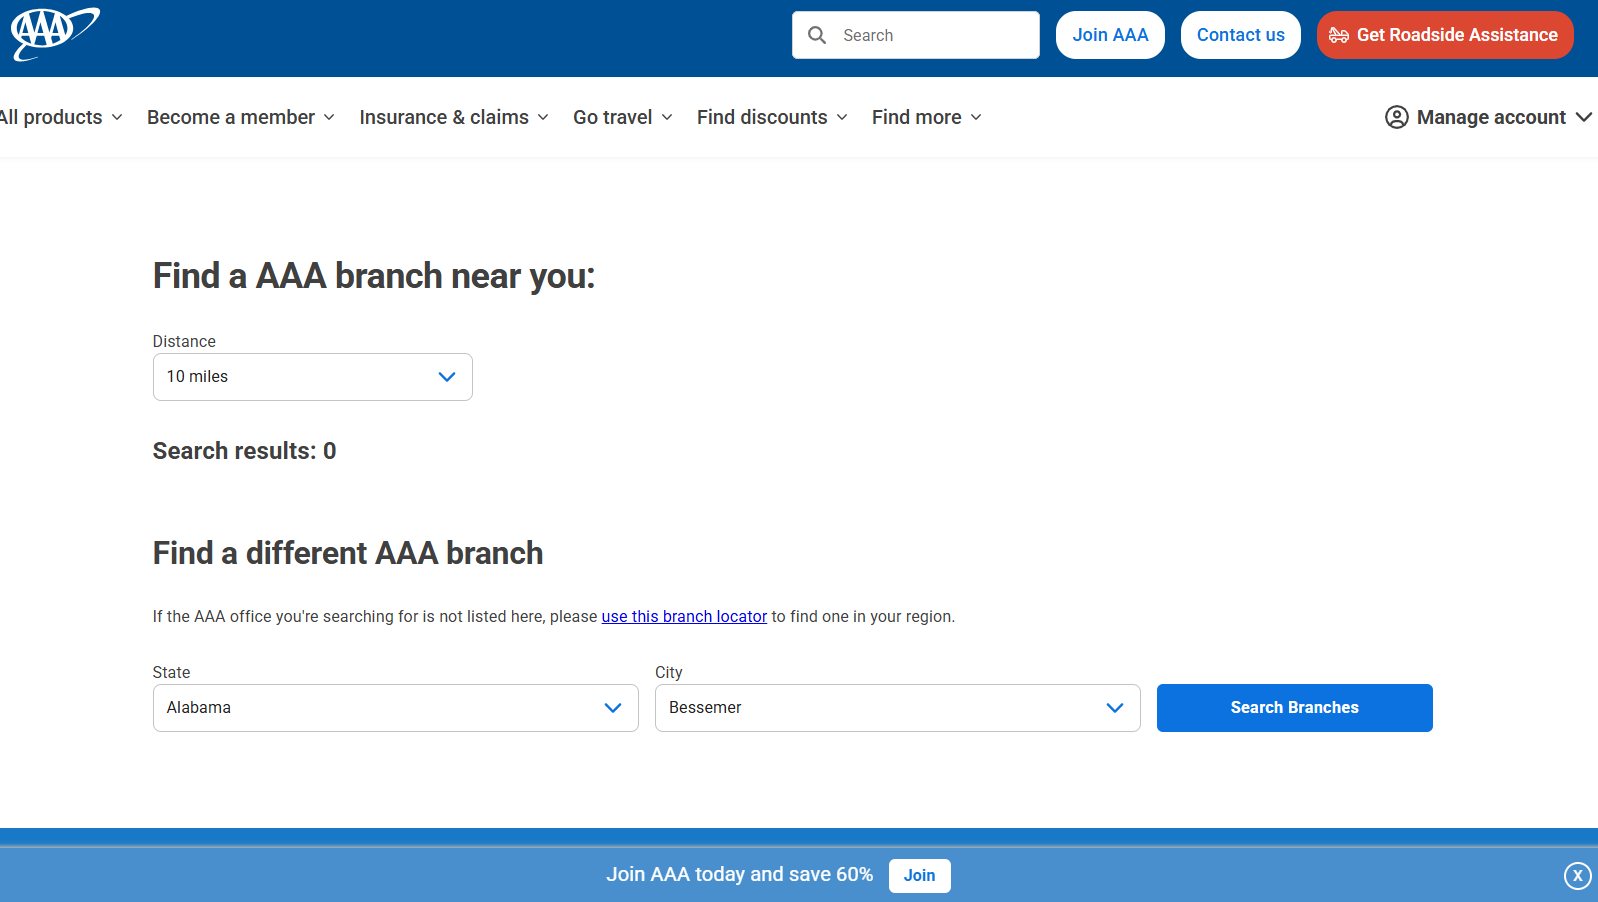 AAA
Search
Join AAA
Contact us
Get Roadside Assistance
All products
Become a member
Insurance & claims
Go travel
Find discounts
Find more
Manage account
Find a AAA branch near you:
Distance
10 miles
Search results: 0
Find a different AAA branch
If the AAA office you're searching for is not listed here, please use this branch locator to find one in your region.
State
City
Alabama
Bessemer
Search Branches
Join AAA today and save 60%
Join
X